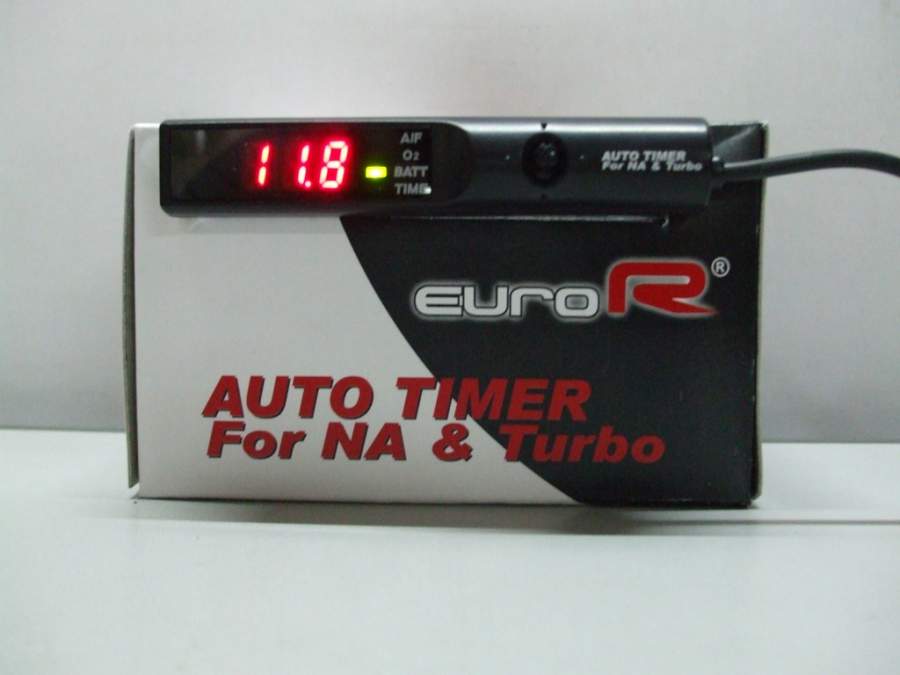 11.8
A/F
O2
BATT
TIME
AUTO TIMER
For NA & Turbo
euroR®
AUTO TIMER
For NA & Turbo